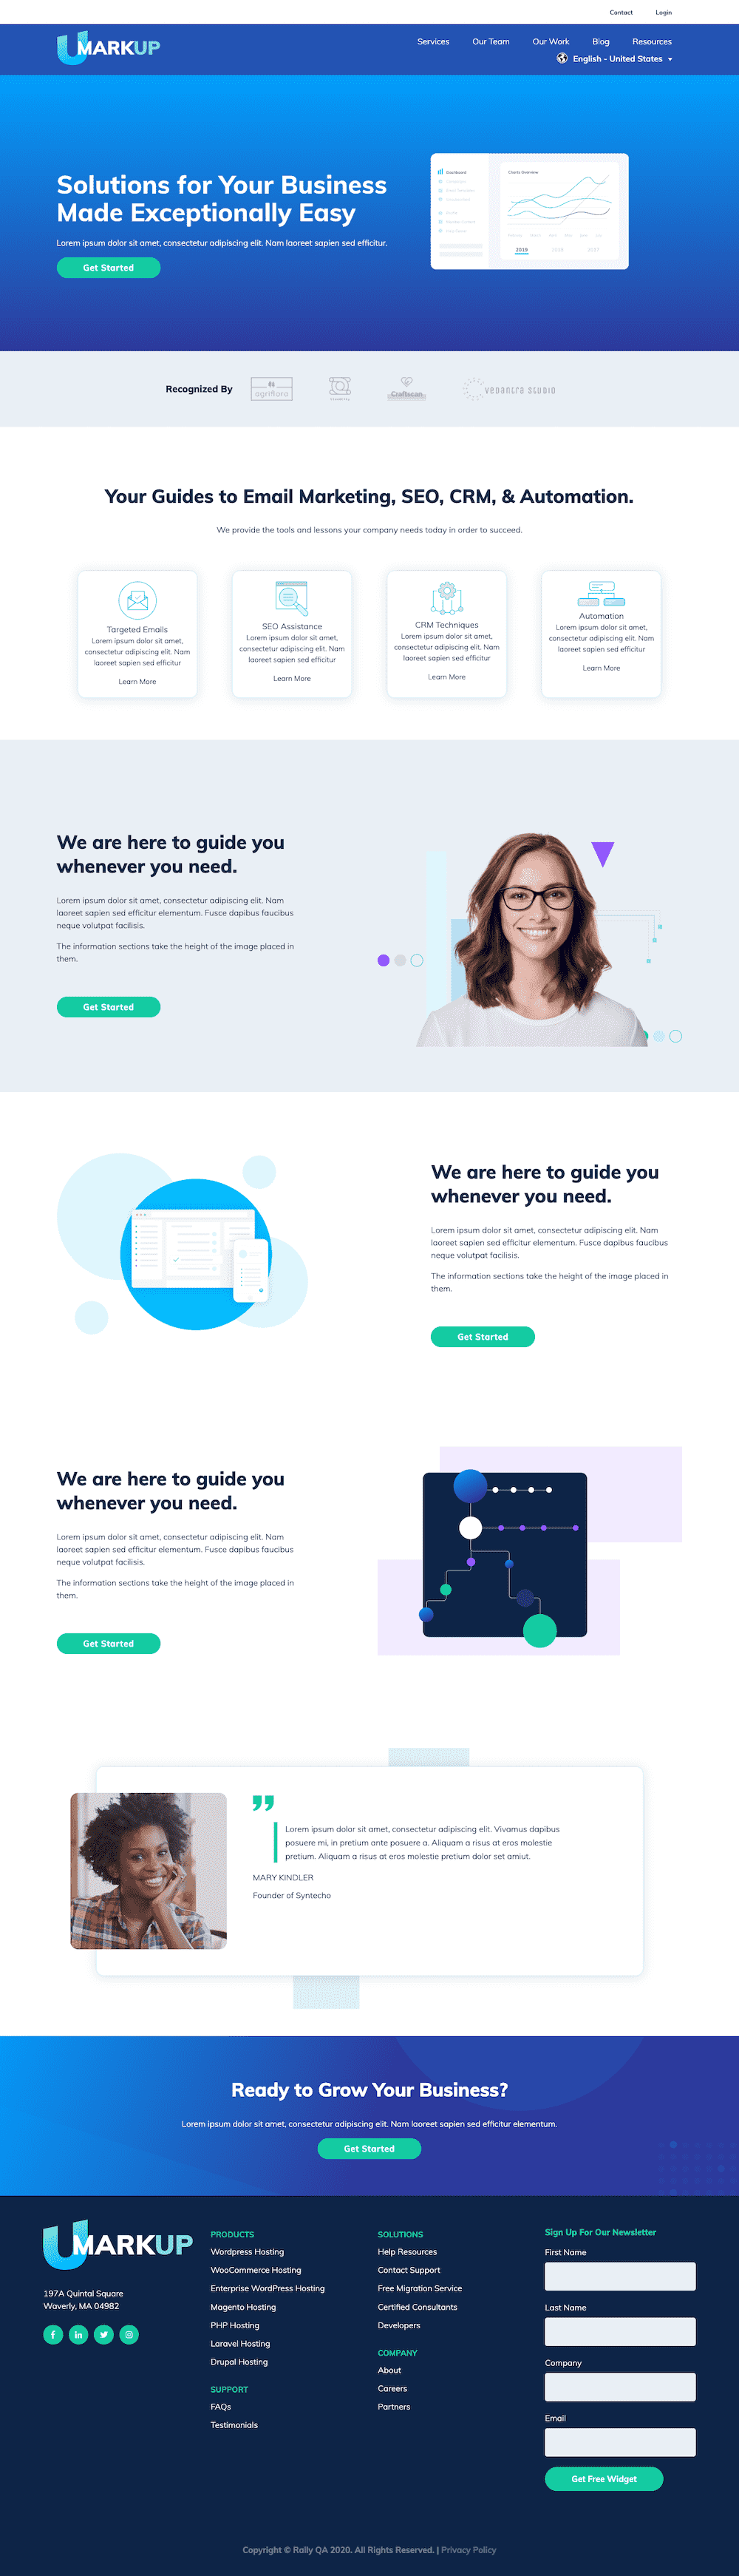 Contact Login
UMARKUP
Services Our Team Our Work Blog Resources
English - United States
Solutions for Your Business
Made Exceptionally Easy
Lorem ipsum dolor sit amet, consectetur adipiscing elit. Nam laoreet sapien sed efficitur.
Get Started
Dashboard
Charts Overview
2019
Recognized By
agriflora
Craftscan
vedantra studio
Your Guides to Email Marketing, SEO, CRM, & Automation.
We provide the tools and lessons your company needs today in order to succeed.
Targeted Emails
Lorem ipsum dolor sit amet,
consectetur adipiscing elit. Nam
laoreet sapien sed efficitur
Learn More
SEO Assistance
Lorem ipsum dolor sit amet,
consectetur adipiscing elit. Nam
laoreet sapien sed efficitur
Learn More
CRM Techniques
Lorem ipsum dolor sit amet,
consectetur adipiscing elit. Nam
laoreet sapien sed efficitur
Learn More
Automation
Lorem ipsum dolor sit amet,
consectetur adipiscing elit. Nam
laoreet sapien sed efficitur
Learn More
We are here to guide you
whenever you need.
Lorem ipsum dolor sit amet, consectetur adipiscing elit. Nam
laoreet sapien sed efficitur elementum. Fusce dapibus faucibus
neque volutpat facilisis.
The information sections take the height of the image placed in
them.
Get Started
We are here to guide you
whenever you need.
Lorem ipsum dolor sit amet, consectetur adipiscing elit. Nam
laoreet sapien sed efficitur elementum. Fusce dapibus faucibus
neque volutpat facilisis.
The information sections take the height of the image placed in
them.
Get Started
We are here to guide you
whenever you need.
Lorem ipsum dolor sit amet, consectetur adipiscing elit. Nam
laoreet sapien sed efficitur elementum. Fusce dapibus faucibus
neque volutpat facilisis.
The information sections take the height of the image placed in
them.
Get Started
Lorem ipsum dolor sit amet, consectetur adipiscing elit. Vivamus dapibus
posuere mi, in pretium ante posuere a. Aliquam a risus at eros molestie
pretium. Aliquam a risus at eros molestie pretium dolor set amiut.
MARY KINDLER
Founder of Syntecho
Ready to Grow Your Business?
Lorem ipsum dolor sit amet, consectetur adipiscing elit. Nam laoreet sapien sed efficitur elementum.
Get Started
UMARKUP
197A Quintal Square
Waverly, MA 04982
PRODUCTS
Wordpress Hosting
WooCommerce Hosting
Enterprise WordPress Hosting
Magento Hosting
PHP Hosting
Laravel Hosting
Drupal Hosting
SUPPORT
FAQs
Testimonials
SOLUTIONS
Help Resources
Contact Support
Free Migration Service
Certified Consultants
Developers
COMPANY
About
Careers
Partners
Sign Up For Our Newsletter
First Name
Last Name
Company
Email
Get Free Widget
Copyright © Rally QA 2020. All Rights Reserved. | Privacy Policy